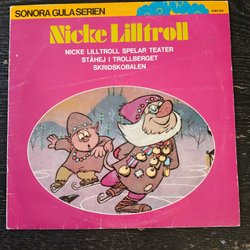 SONORA GULA SERIEN
Nicke Lilltroll
NICKE LILLTROLL SPELAR TEATER
STÅHEJ I TROLLBERGET
SKRIDSKOBALEN